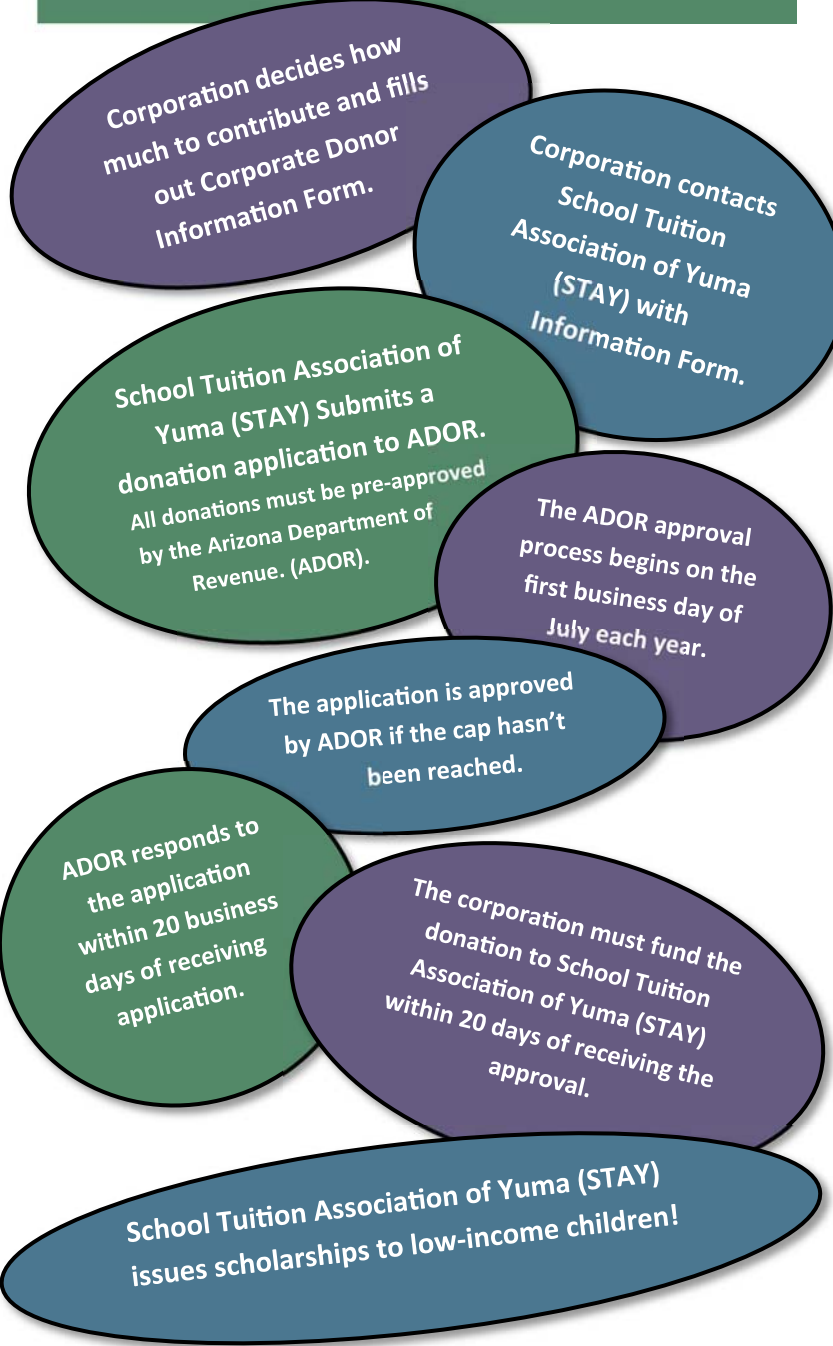 Corporation decides how
much to contribute and fills
out Corporate Donor
Information Form.
Corporation contacts
School Tuition
Association of Yuma
(STAY) with
Information Form.
School Tuition Association of
Yuma (STAY) Submits a
donation application to ADOR.
All donations must be pre-approved
by the Arizona Department of
Revenue. (ADOR).
The ADOR approval
process begins on the
first business day of
July each year.
The application is approved
by ADOR if the cap hasn’t
been reached.
ADOR responds to
the application
within 20 business
days of receiving
application.
The corporation must fund the
donation to School Tuition
Association of Yuma (STAY)
within 20 days of receiving the
approval.
School Tuition Association of Yuma (STAY)
issues scholarships to low-income children!